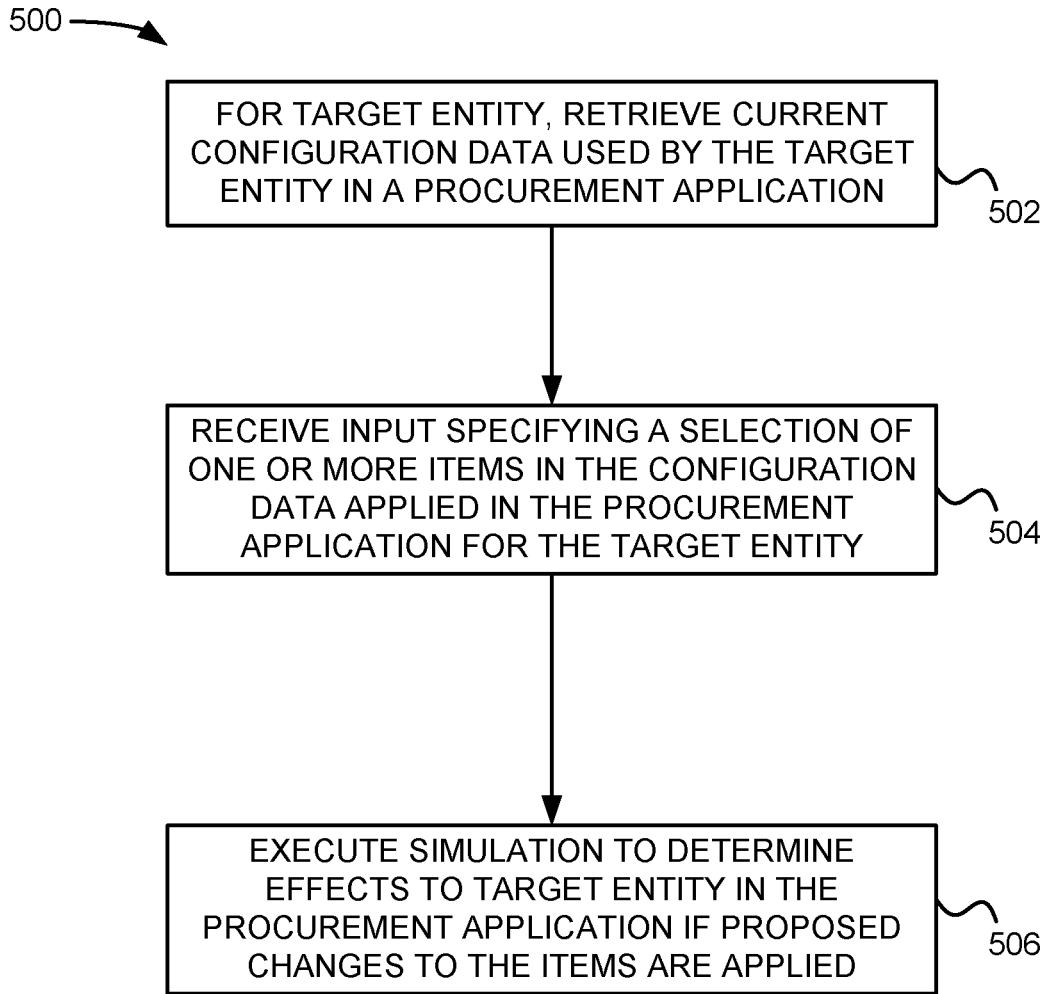 500
FOR TARGET ENTITY, RETRIEVE CURRENT
CONFIGURATION DATA USED BY THE TARGET
ENTITY IN A PROCUREMENT APPLICATION
502
RECEIVE INPUT SPECIFYING A SELECTION OF
ONE OR MORE ITEMS IN THE CONFIGURATION
DATA APPLIED IN THE PROCUREMENT
APPLICATION FOR THE TARGET ENTITY
504
EXECUTE SIMULATION TO DETERMINE
EFFECTS TO TARGET ENTITY IN THE
PROCUREMENT APPLICATION IF PROPOSED
CHANGES TO THE ITEMS ARE APPLIED
506